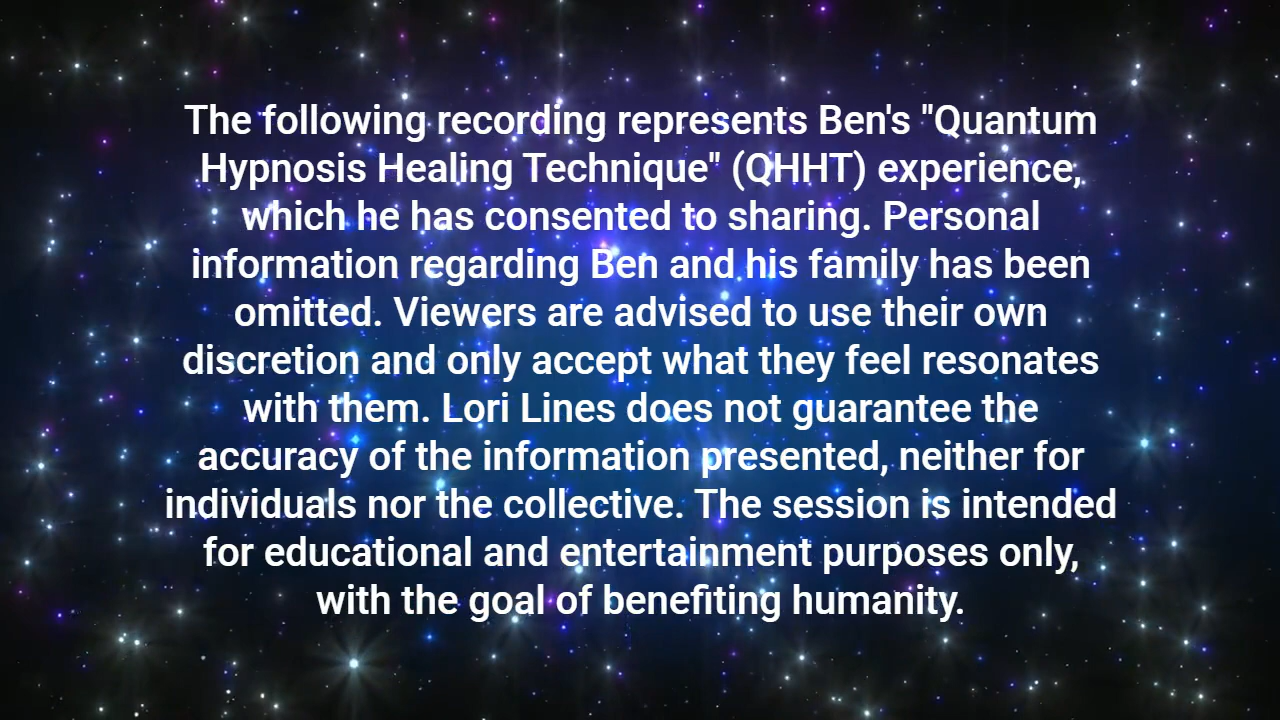 The following recording represents Ben's "Quantum
Hypnosis Healing Technique" (QHHT) experience,
which he has consented to sharing. Personal
information regarding Ben and his family has been
omitted. Viewers are advised to use their own
discretion and only accept what they feel resonates
with them. Lori Lines does not guarantee the
accuracy of the information presented, neither for
individuals nor the collective. The session is intended
for educational and entertainment purposes only,
with the goal of benefiting humanity.